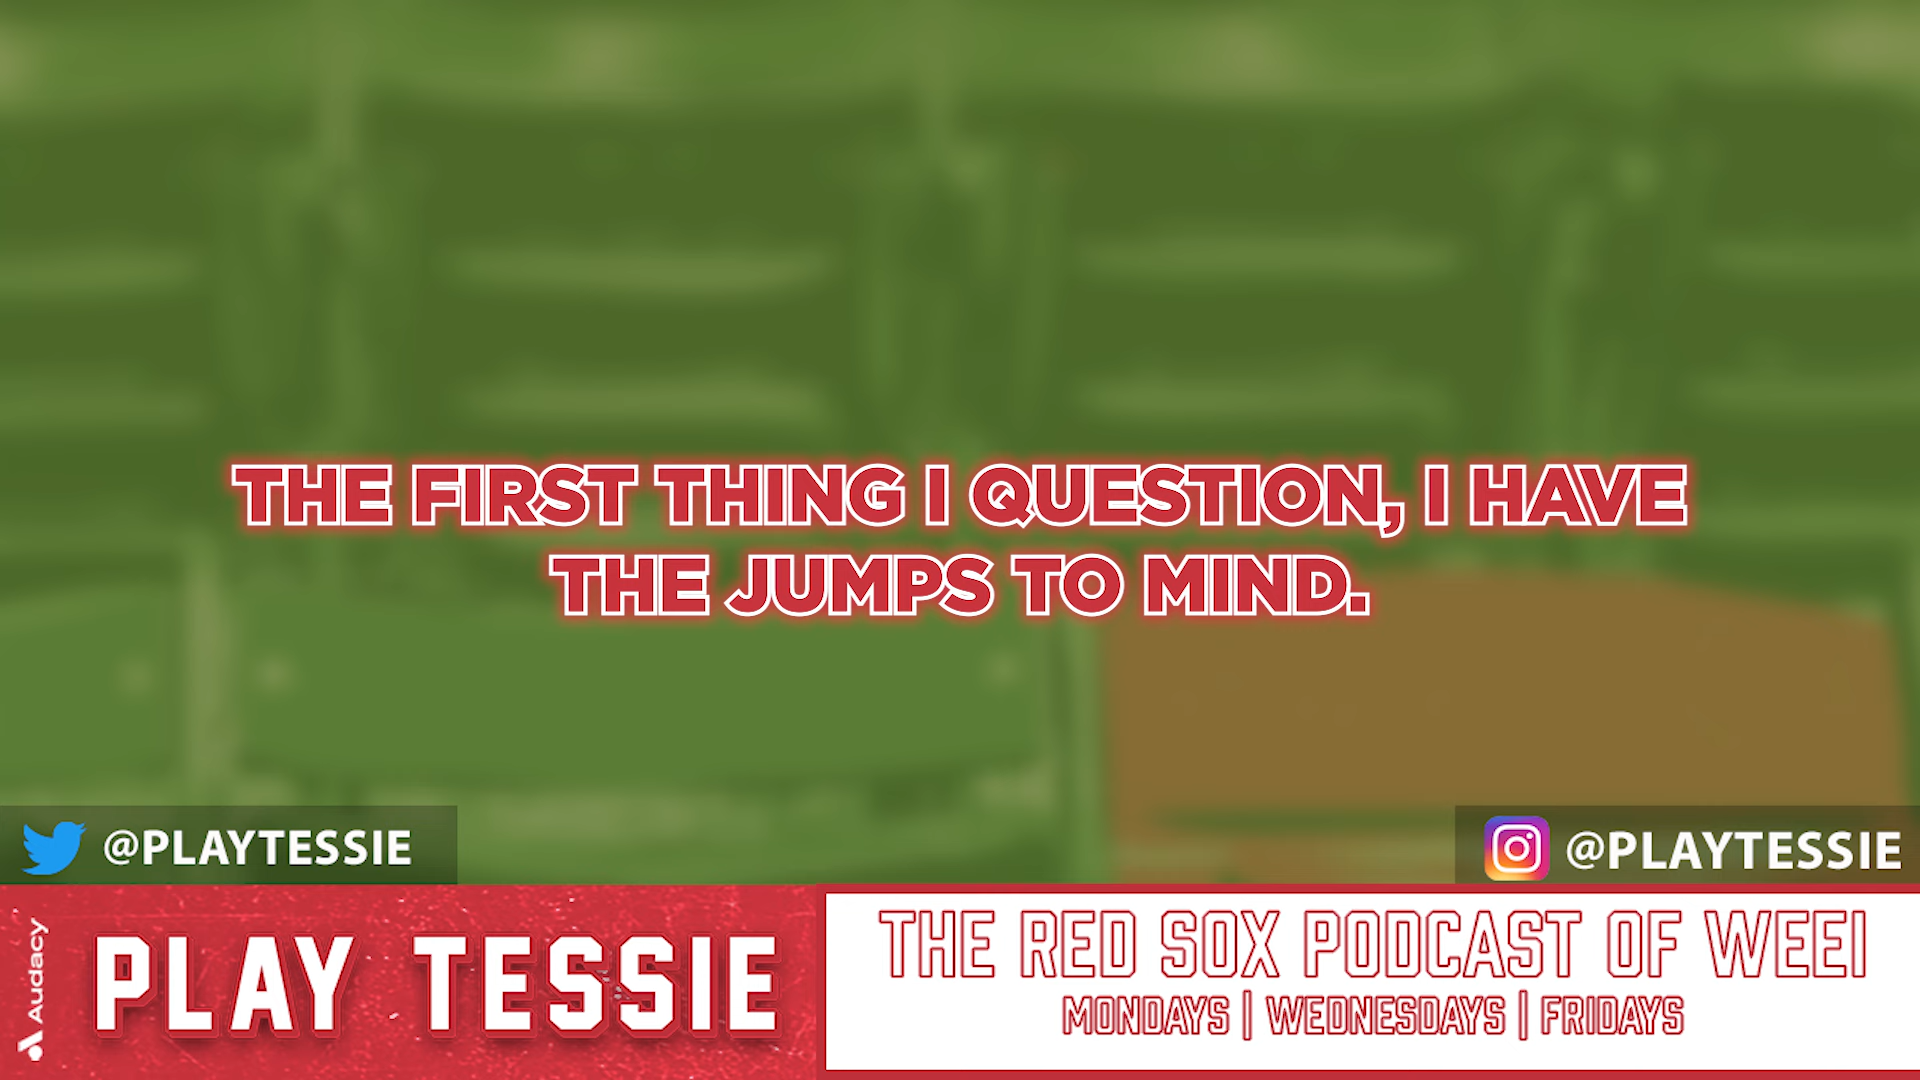 THE FIRST THING I QUESTION, I HAVE
THE JUMPS TO MIND.
@PLAYTESSIE
@PLAYTESSIE
Audacy
PLAY TESSIE
THE RED SOX PODCAST OF WEEI
MONDAYS | WEDNESDAYS | FRIDAYS